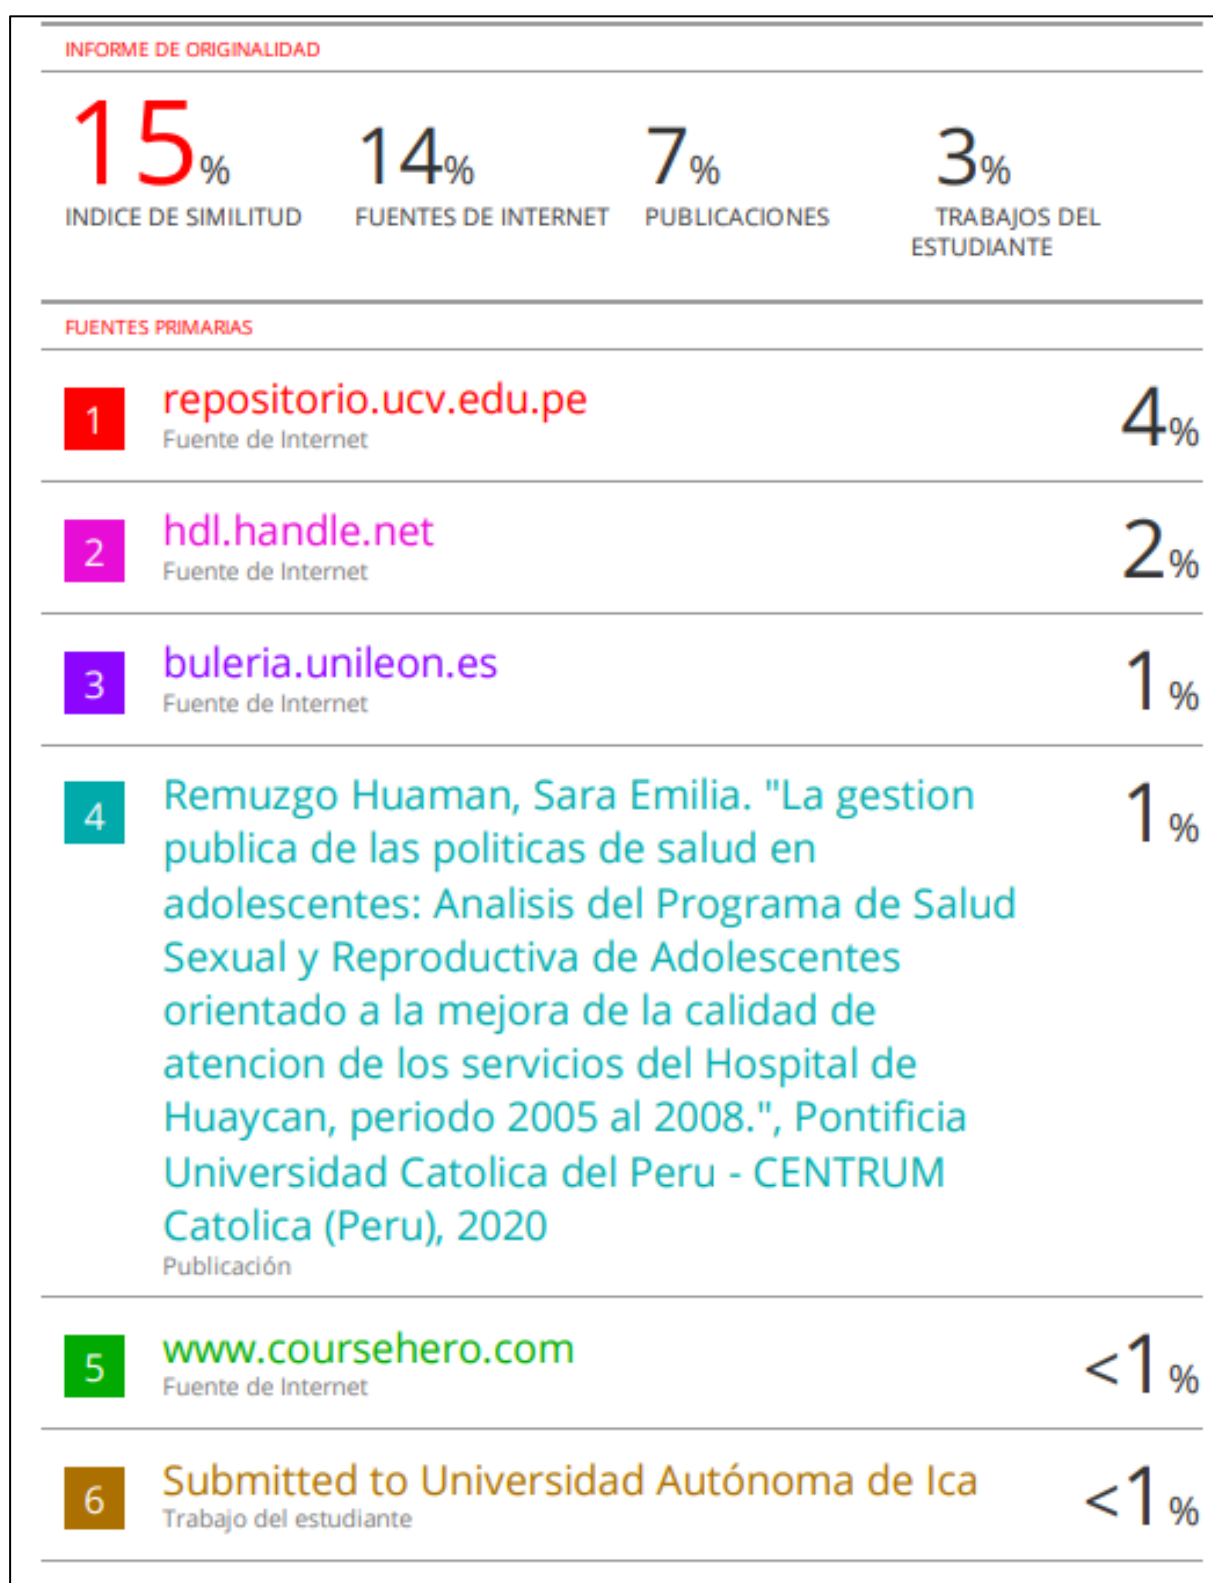 INFORME DE ORIGINALIDAD
15% 14% 7% 3%
INDICE DE SIMILITUD FUENTES DE INTERNET PUBLICACIONES TRABAJOS DEL
ESTUDIANTE
FUENTES PRIMARIAS
1 repositorio.ucv.edu.pe 4%
Fuente de Internet
2 hdl.handle.net 2%
Fuente de Internet
3 buleria.unileon.es 1%
Fuente de Internet
4 Remuzgo Huaman, Sara Emilia. "La gestion 1%
publica de las politicas de salud en
adolescentes: Analisis del Programa de Salud
Sexual y Reproductiva de Adolescentes
orientado a la mejora de la calidad de
atencion de los servicios del Hospital de
Huaycan, periodo 2005 al 2008.", Pontificia
Universidad Catolica del Peru - CENTRUM
Catolica (Peru), 2020
Publicación
5 www.coursehero.com <1%
Fuente de Internet
6 Submitted to Universidad Autónoma de Ica <1%
Trabajo del estudiante